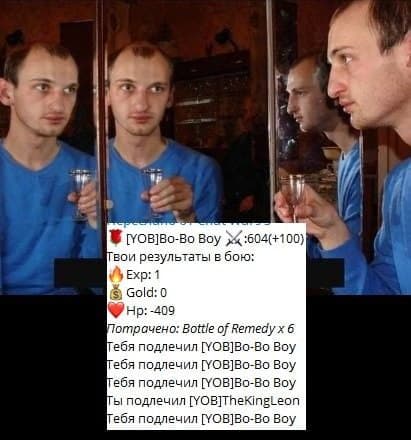 🌹[YOB]Bo-Bo Boy ⚔:604(+100)
Твои результаты в бою:
🔥Exp: 1
💰Gold: 0
❤️Hp: -409
Потрачено: Bottle of Remedy x 6
Тебя подлечил [YOB]Bo-Bo Boy
Тебя подлечил [YOB]Bo-Bo Boy
Тебя подлечил [YOB]Bo-Bo Boy
Ты подлечил [YOB]TheKingLeon
Тебя подлечил [YOB]Bo-Bo Boy